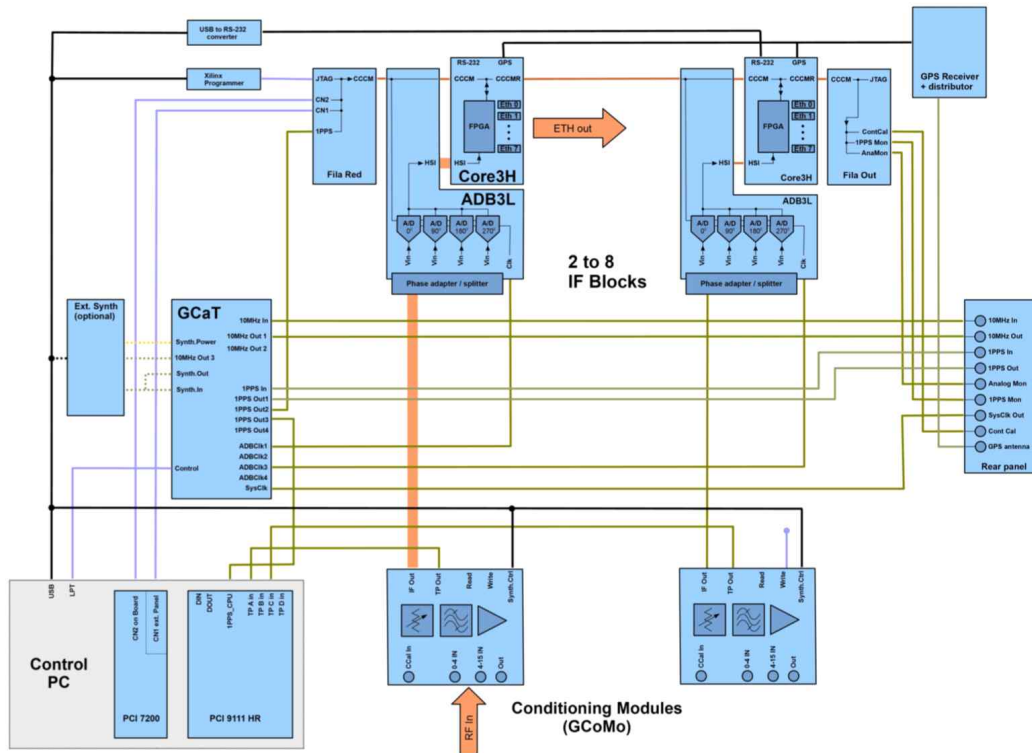 USB to RS-232
converter
Xilinx
Programmer
JTAG
CCCM
CN2
CN1
1PPS
Fila Red
RS-232
GPS
CCCM
CCCMR
FPGA
Eth 0
Eth 1
Eth 7
HSI
HSI
Core3H
ADB3L
A/D
0°
A/D
90°
A/D
180°
A/D
270°
Vin
Vin
Vin
Vin
Clk
Phase adapter / splitter
ETH out
2 to 8
IF Blocks
RS-232
GPS
CCCM
CCCMR
FPGA
Eth 0
Eth 1
Eth 7
HSI
HSI
Core3H
ADB3L
A/D
0°
A/D
90°
A/D
180°
A/D
270°
Vin
Vin
Vin
Vin
Clk
Phase adapter / splitter
CCCM
JTAG
ContCal
1PPS Mon
AnaMon
Fila Out
GPS Receiver
+ distributor
Ext. Synth
(optional)
GCaT
10MHz In
10MHz Out 1
10MHz Out 2
Synth.Power
10MHz Out 3
Synth.Out
Synth.In
1PPS In
1PPS Out1
1PPS Out2
1PPS Out3
1PPS Out4
ADBClk1
ADBClk2
ADBClk3
ADBClk4
SysClk
Control
10MHz In
10MHz Out
1PPS In
1PPS Out
Analog Mon
1PPS Mon
SysClk Out
Cont Cal
GPS antenna
Rear panel
USB
LPT
Control
PC
CN2 on Board
CN1 ext. Panel
PCI 7200
DIN
DOUT
1PPS_CPU
TP A in
TP B in
TP C in
TP D in
PCI 9111 HR
IF Out
TP Out
Read
Write
Synth.Ctrl
CCal In
0-4 IN
4-15 IN
Out
RF In
Conditioning Modules
(GCoMo)
IF Out
TP Out
Read
Write
Synth.Ctrl
CCal In
0-4 IN
4-15 IN
Out